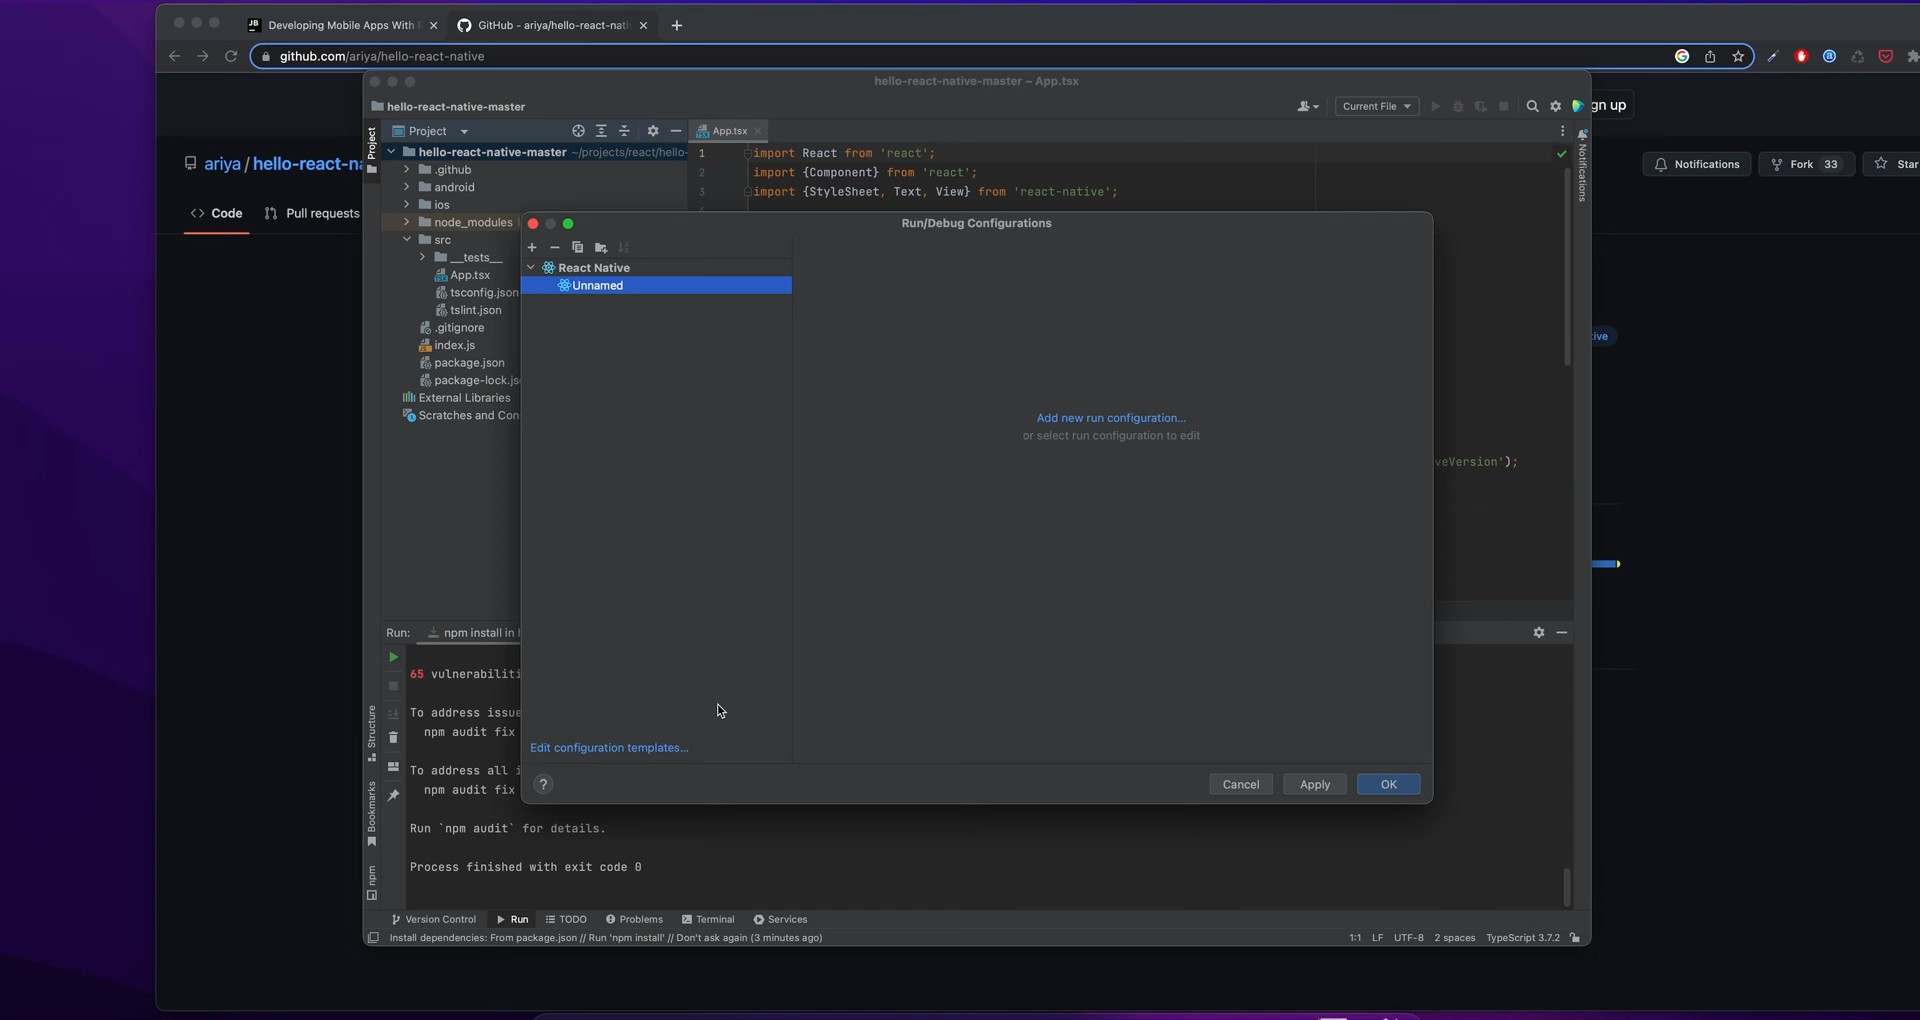 Developing Mobile Apps With
GitHub - ariya/hello-react-nati
github.com/ariya/hello-react-native
hello-react-native-master – App.tsx
hello-react-native-master
Current File
gn up
Project
Project
App.tsx
hello-react-native-master ~/projects/react/hello-
1 import React from 'react';
2 import {Component} from 'react';
3 import {StyleSheet, Text, View} from 'react-native';
Notifications
ariya / hello-react-na
Notifications
Fork 33
Star
Code
Pull requests
.github
android
ios
node_modules
src
__tests__
App.tsx
tsconfig.json
tslint.json
.gitignore
index.js
package.json
package-lock.js
External Libraries
Scratches and Con
Run/Debug Configurations
React Native
Unnamed
Add new run configuration...
or select run configuration to edit
ive
veVersion');
Edit configuration templates...
?
Cancel
Apply
OK
Run:
npm install in h
65 vulnerabiliti
To address issue
npm audit fix
To address all i
npm audit fix
Run `npm audit` for details.
Process finished with exit code 0
Structure
Bookmarks
npm
Version Control
Run
TODO
Problems
Terminal
Services
Install dependencies: From package.json // Run 'npm install' // Don't ask again (3 minutes ago)
1:1 LF UTF-8 2 spaces TypeScript 3.7.2